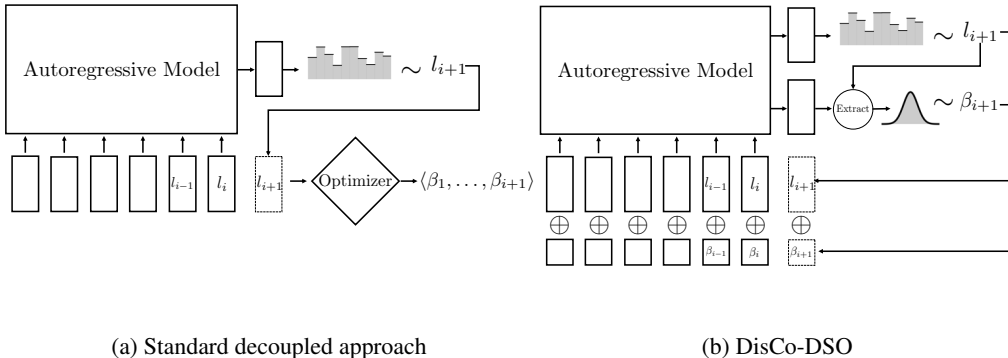 Autoregressive Model
∼ l_{i+1}
l_{i−1}
l_i
l_{i+1}
Optimizer
⟨β_1, . . . , β_{i+1}⟩
(a) Standard decoupled approach
Autoregressive Model
∼ l_{i+1}
Extract
∼ β_{i+1}
l_{i−1}
l_i
l_{i+1}
β_{i−1}
β_i
β_{i+1}
(b) DisCo-DSO